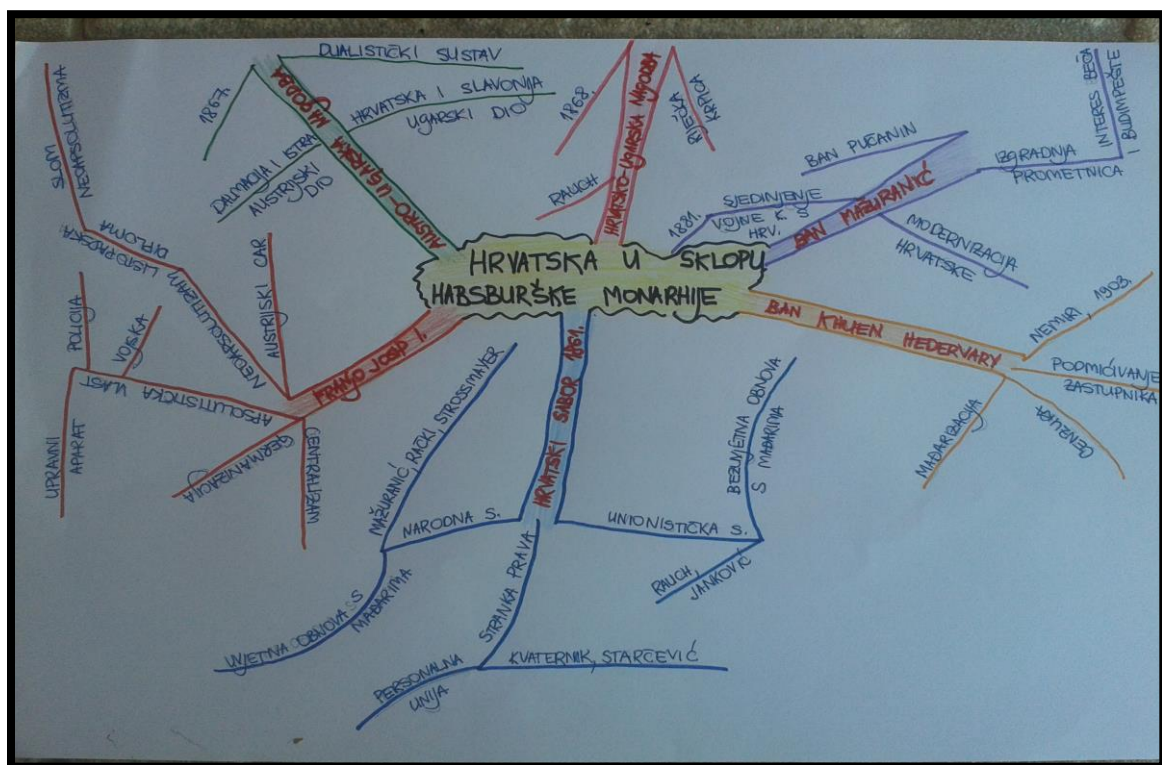 HRVATSKA U SKLOPU
HABSBURŠKE MONARHIJE
FRANJO JOSIP I.
AUSTRIJSKI CAR
NEOAPSOLUTIZAM
LISTOPADSKA
DIPLOMA
SLOM
NEOAPSOLUTIZMA
APSOLUTISTIČKA VLAST
VOJSKA
POLICIJA
UPRAVNI
APARAT
GERMANIZACIJA
CENTRALIZAM
AUSTRO-UGARSKA NAGODBA
1867.
DUALISTIČKI SUSTAV
HRVATSKA I SLAVONIJA
UGARSKI DIO
DALMACIJA I ISTRA
AUSTRIJSKI
DIO
HRVATSKO-UGARSKA NAGODBA
1868.
RAUCH
RIJEČKA
KRPICA
BAN MAŽURANIĆ
BAN PUČANIN
IZGRADNJA
PROMETNICA
INTERES BEČA
I BUDIMPEŠTE
1881.
SJEDINJENJE
VOJNE K. S
HRV.
MODERNIZACIJA
HRVATSKE
BAN KHUEN HEDERVARY
NEMIRI, 1903.
PODMIĆIVANJE
ZASTUPNIKA
CENZURA
MAĐARIZACIJA
HRVATSKI SABOR 1861.
NARODNA S.
MAŽURANIĆ, RAČKI, STROSSMAYER
UVJETNA OBNOVA S S
MAĐARIMA
STRANKA PRAVA
KVATERNIK, STARČEVIĆ
PERSONALNA
UNIJA
UNIONISTIČKA S.
BEZUVJETNA OBNOVA
S MAĐARIMA
RAUCH
JANKOVIĆ